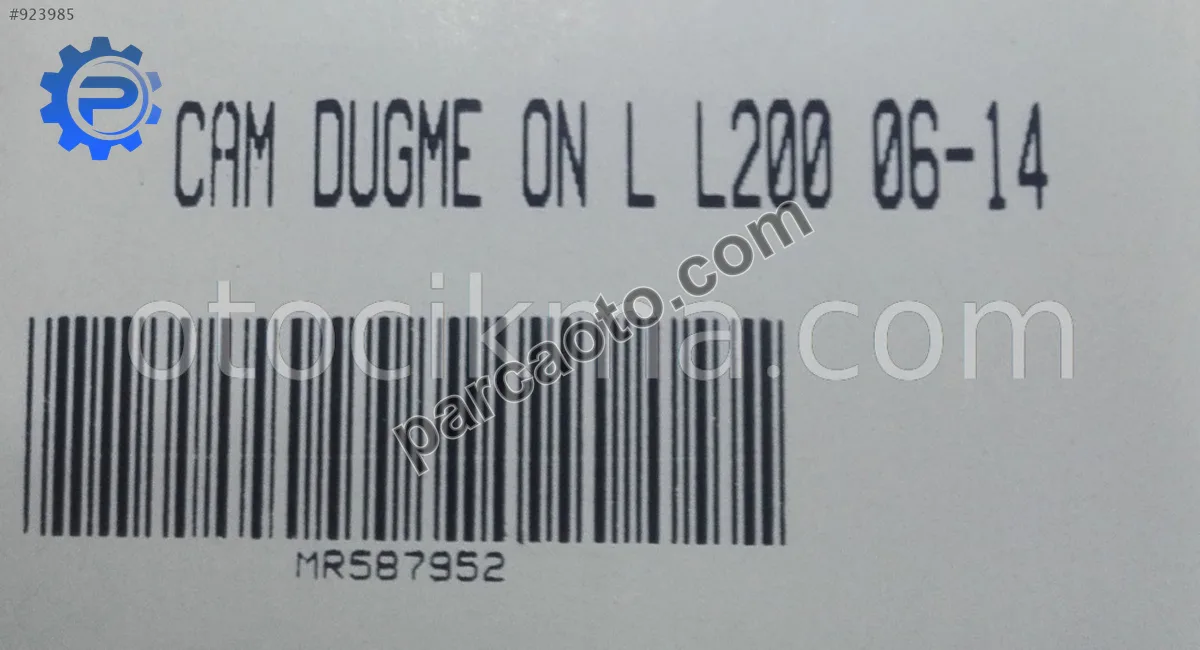 #923985
P
CAM DUGME ON L L200 06-14
otocikma.com
parcaoto.com
MR587952